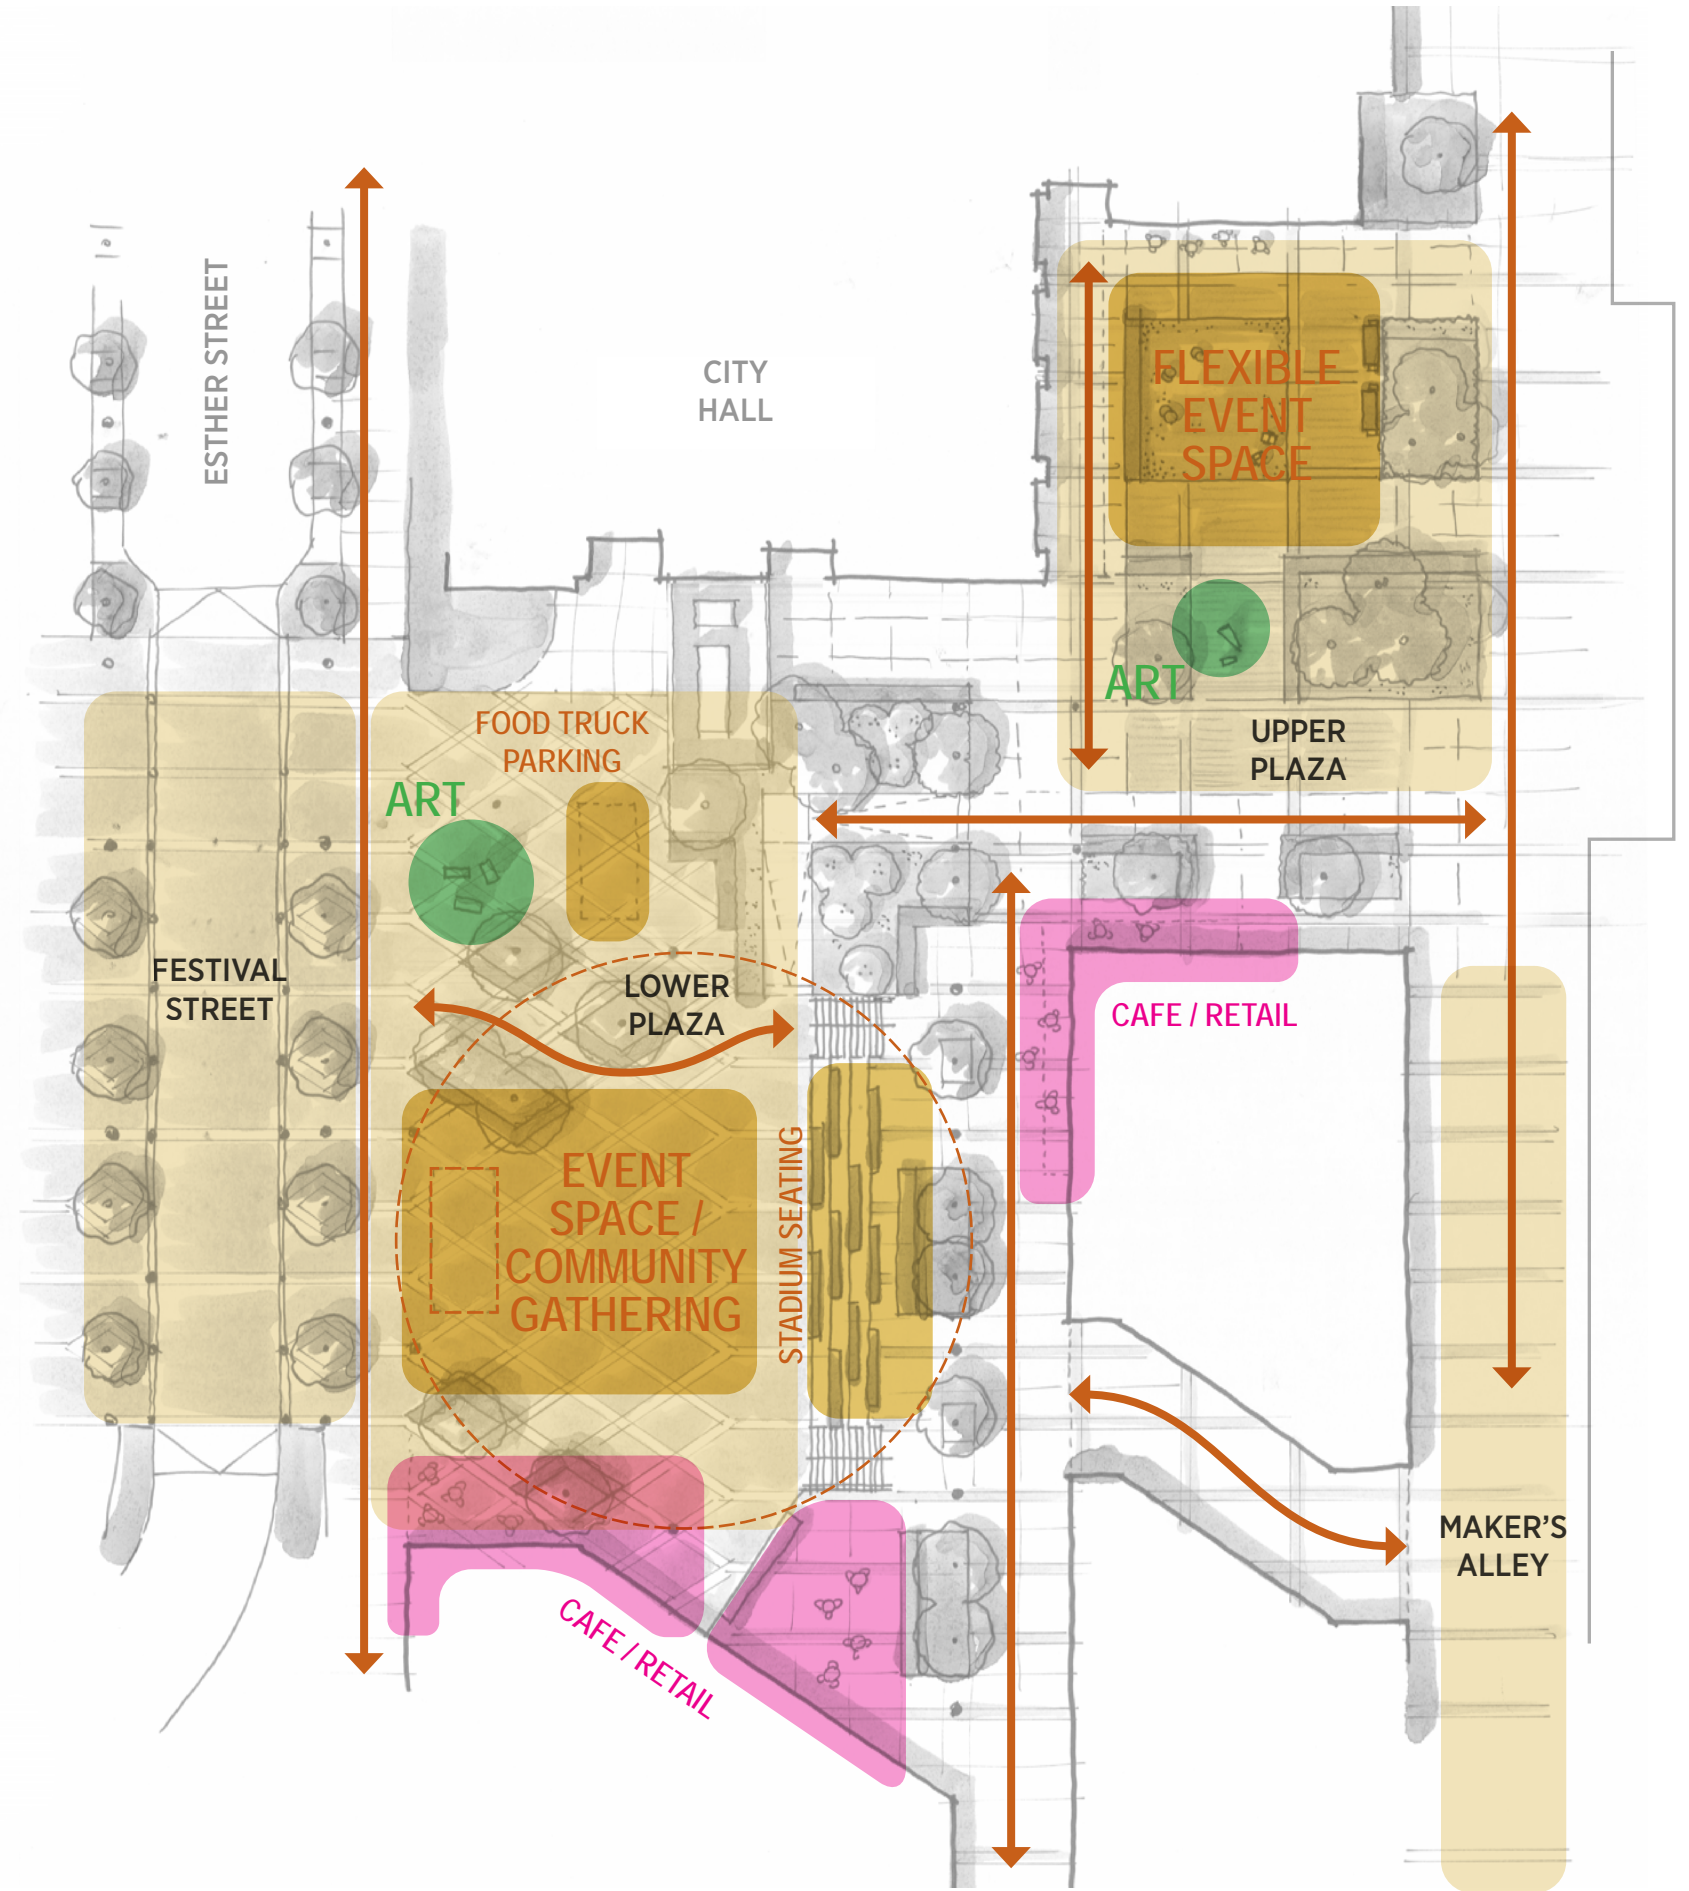 ESTHER STREET
CITY
HALL
FLEXIBLE
EVENT
SPACE
ART
UPPER
PLAZA
FOOD TRUCK
PARKING
ART
FESTIVAL
STREET
LOWER
PLAZA
CAFE / RETAIL
EVENT
SPACE /
COMMUNITY
GATHERING
STADIUM SEATING
MAKER'S
ALLEY
CAFE / RETAIL